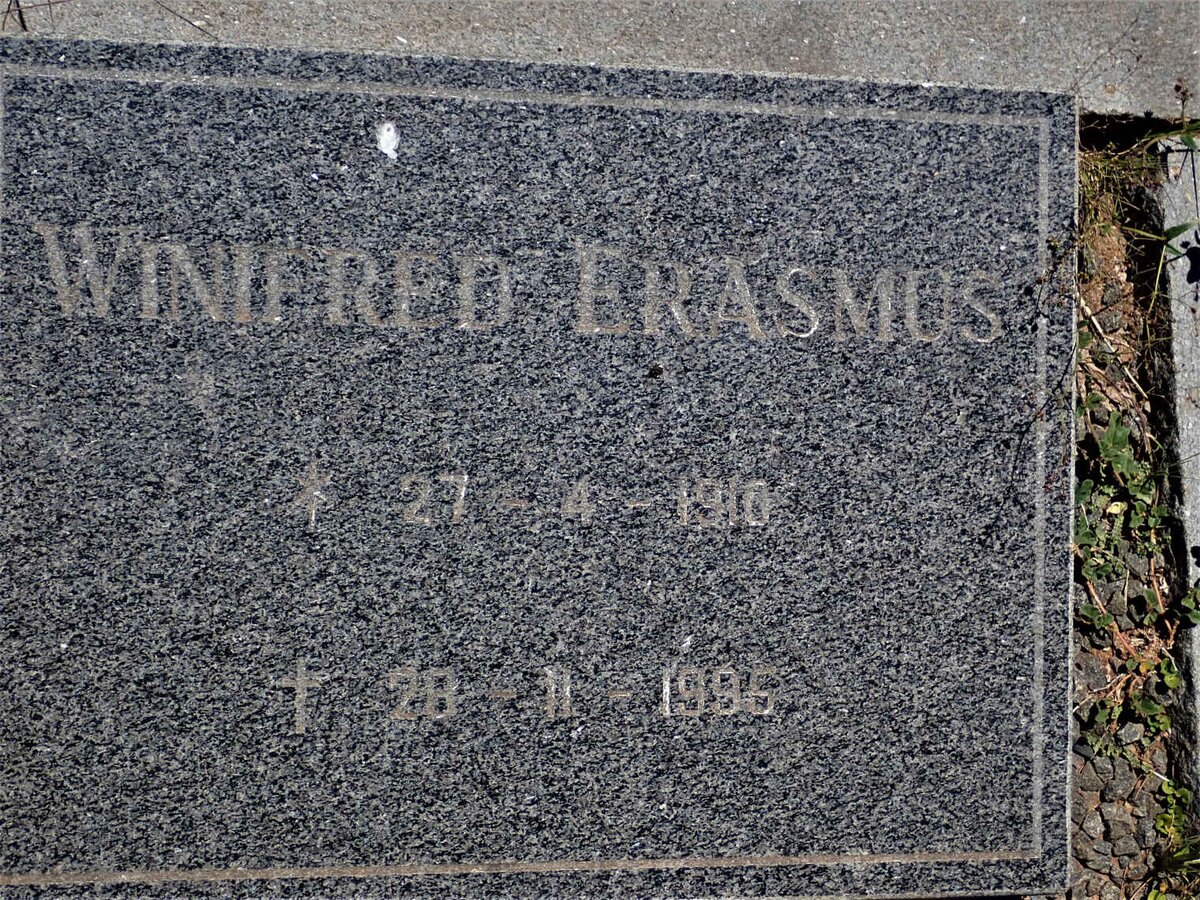 WINIFRED ERASMUS
* 27 - 4 - 1910
† 28 - 11 - 1995